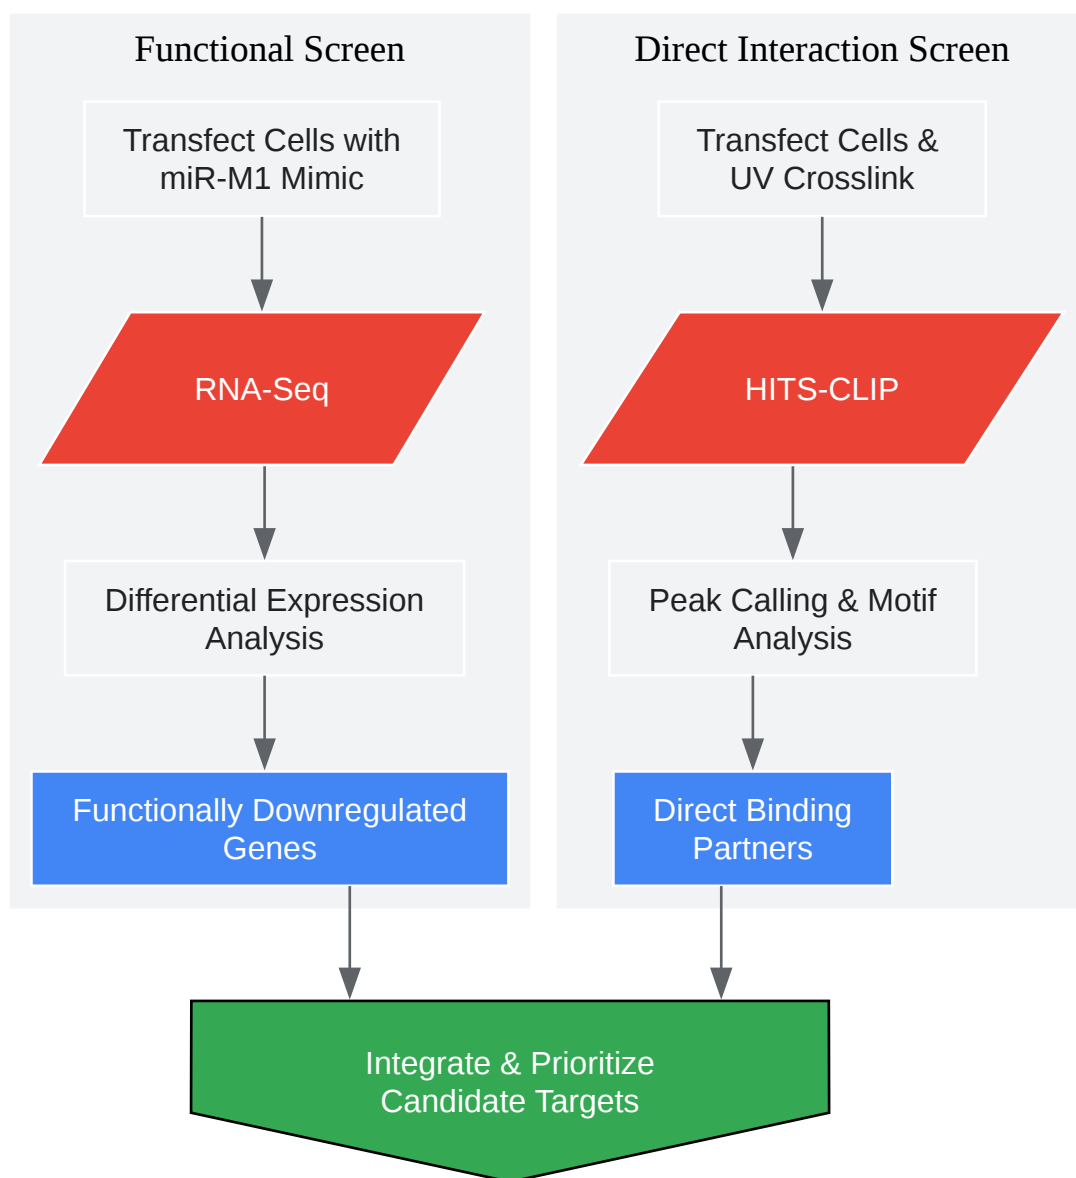 Functional Screen
Transfect Cells with
miR-M1 Mimic
RNA-Seq
Differential Expression
Analysis
Functionally Downregulated
Genes
Direct Interaction Screen
Transfect Cells &
UV Crosslink
HITS-CLIP
Peak Calling & Motif
Analysis
Direct Binding
Partners
Integrate & Prioritize
Candidate Targets